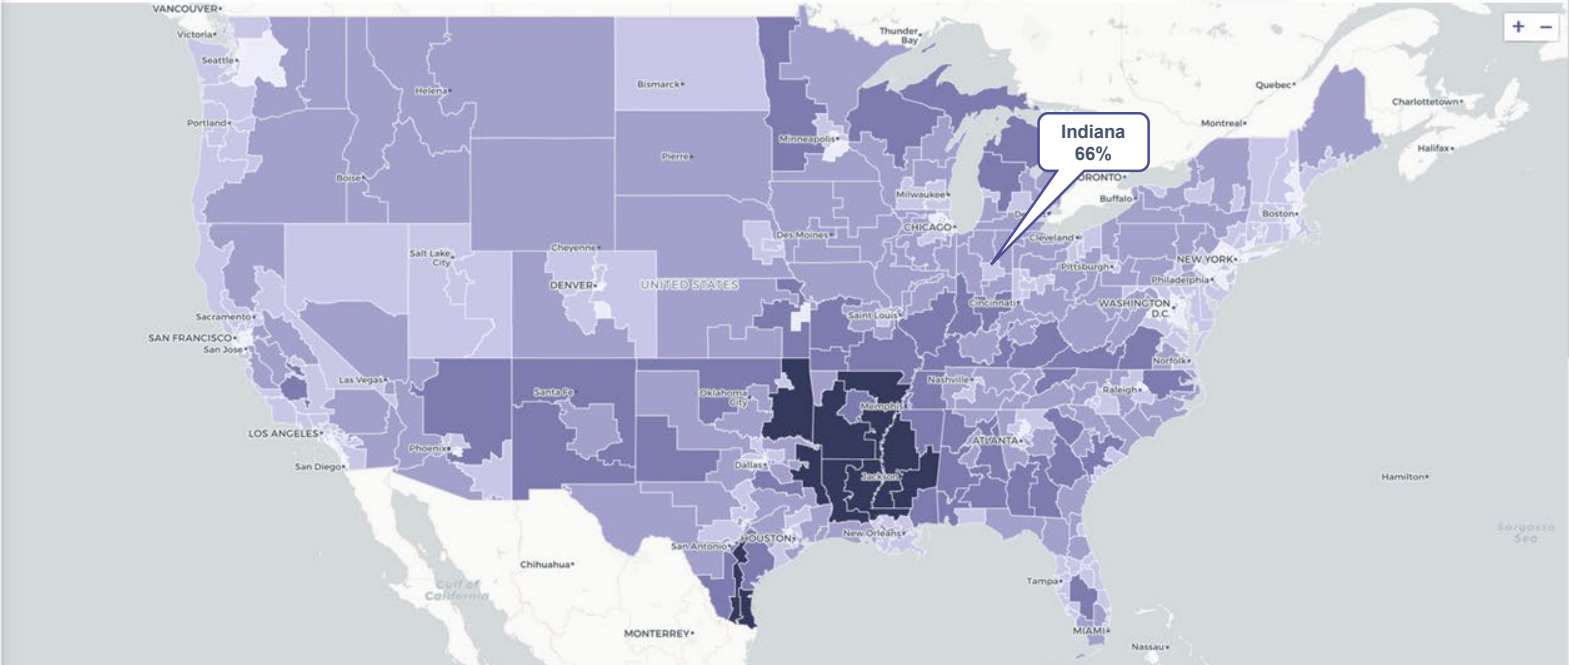 VANCOUVER
Victoria
Seattle
Thunder
Bay
+ −
Bismarck
Helena
Quebec
Charlottetown
Portland
Montreal
Indiana
66%
Minneapolis
Halifax
Pierre
Boise
ORONTO
Milwaukee
Buffalo
De
Boston
CHICAGO
Des Moines
Cleveland
Salt Lake
City
Cheyenne
NEW YORK
Pittsburgh
DENVER
UNITED STATES
Philadelphia
Cincinnati
WASHINGTON
D.C.
Sacramento
Saint Louis
SAN FRANCISCO
San Jose
Norfolk
Las Vegas
Nashville
Santa Fe
Oklahoma
City
Raleigh
Memphis
LOS ANGELES
ATLANTA
Phoenix
San Diego
Dallas
Jackson
Hamilton
Sargasso
Sea
New Orleans
HOUSTON
San Antonio
Chihuahua
Gulf of
California
Tampa
MONTERREY
MIAMI
Nassau